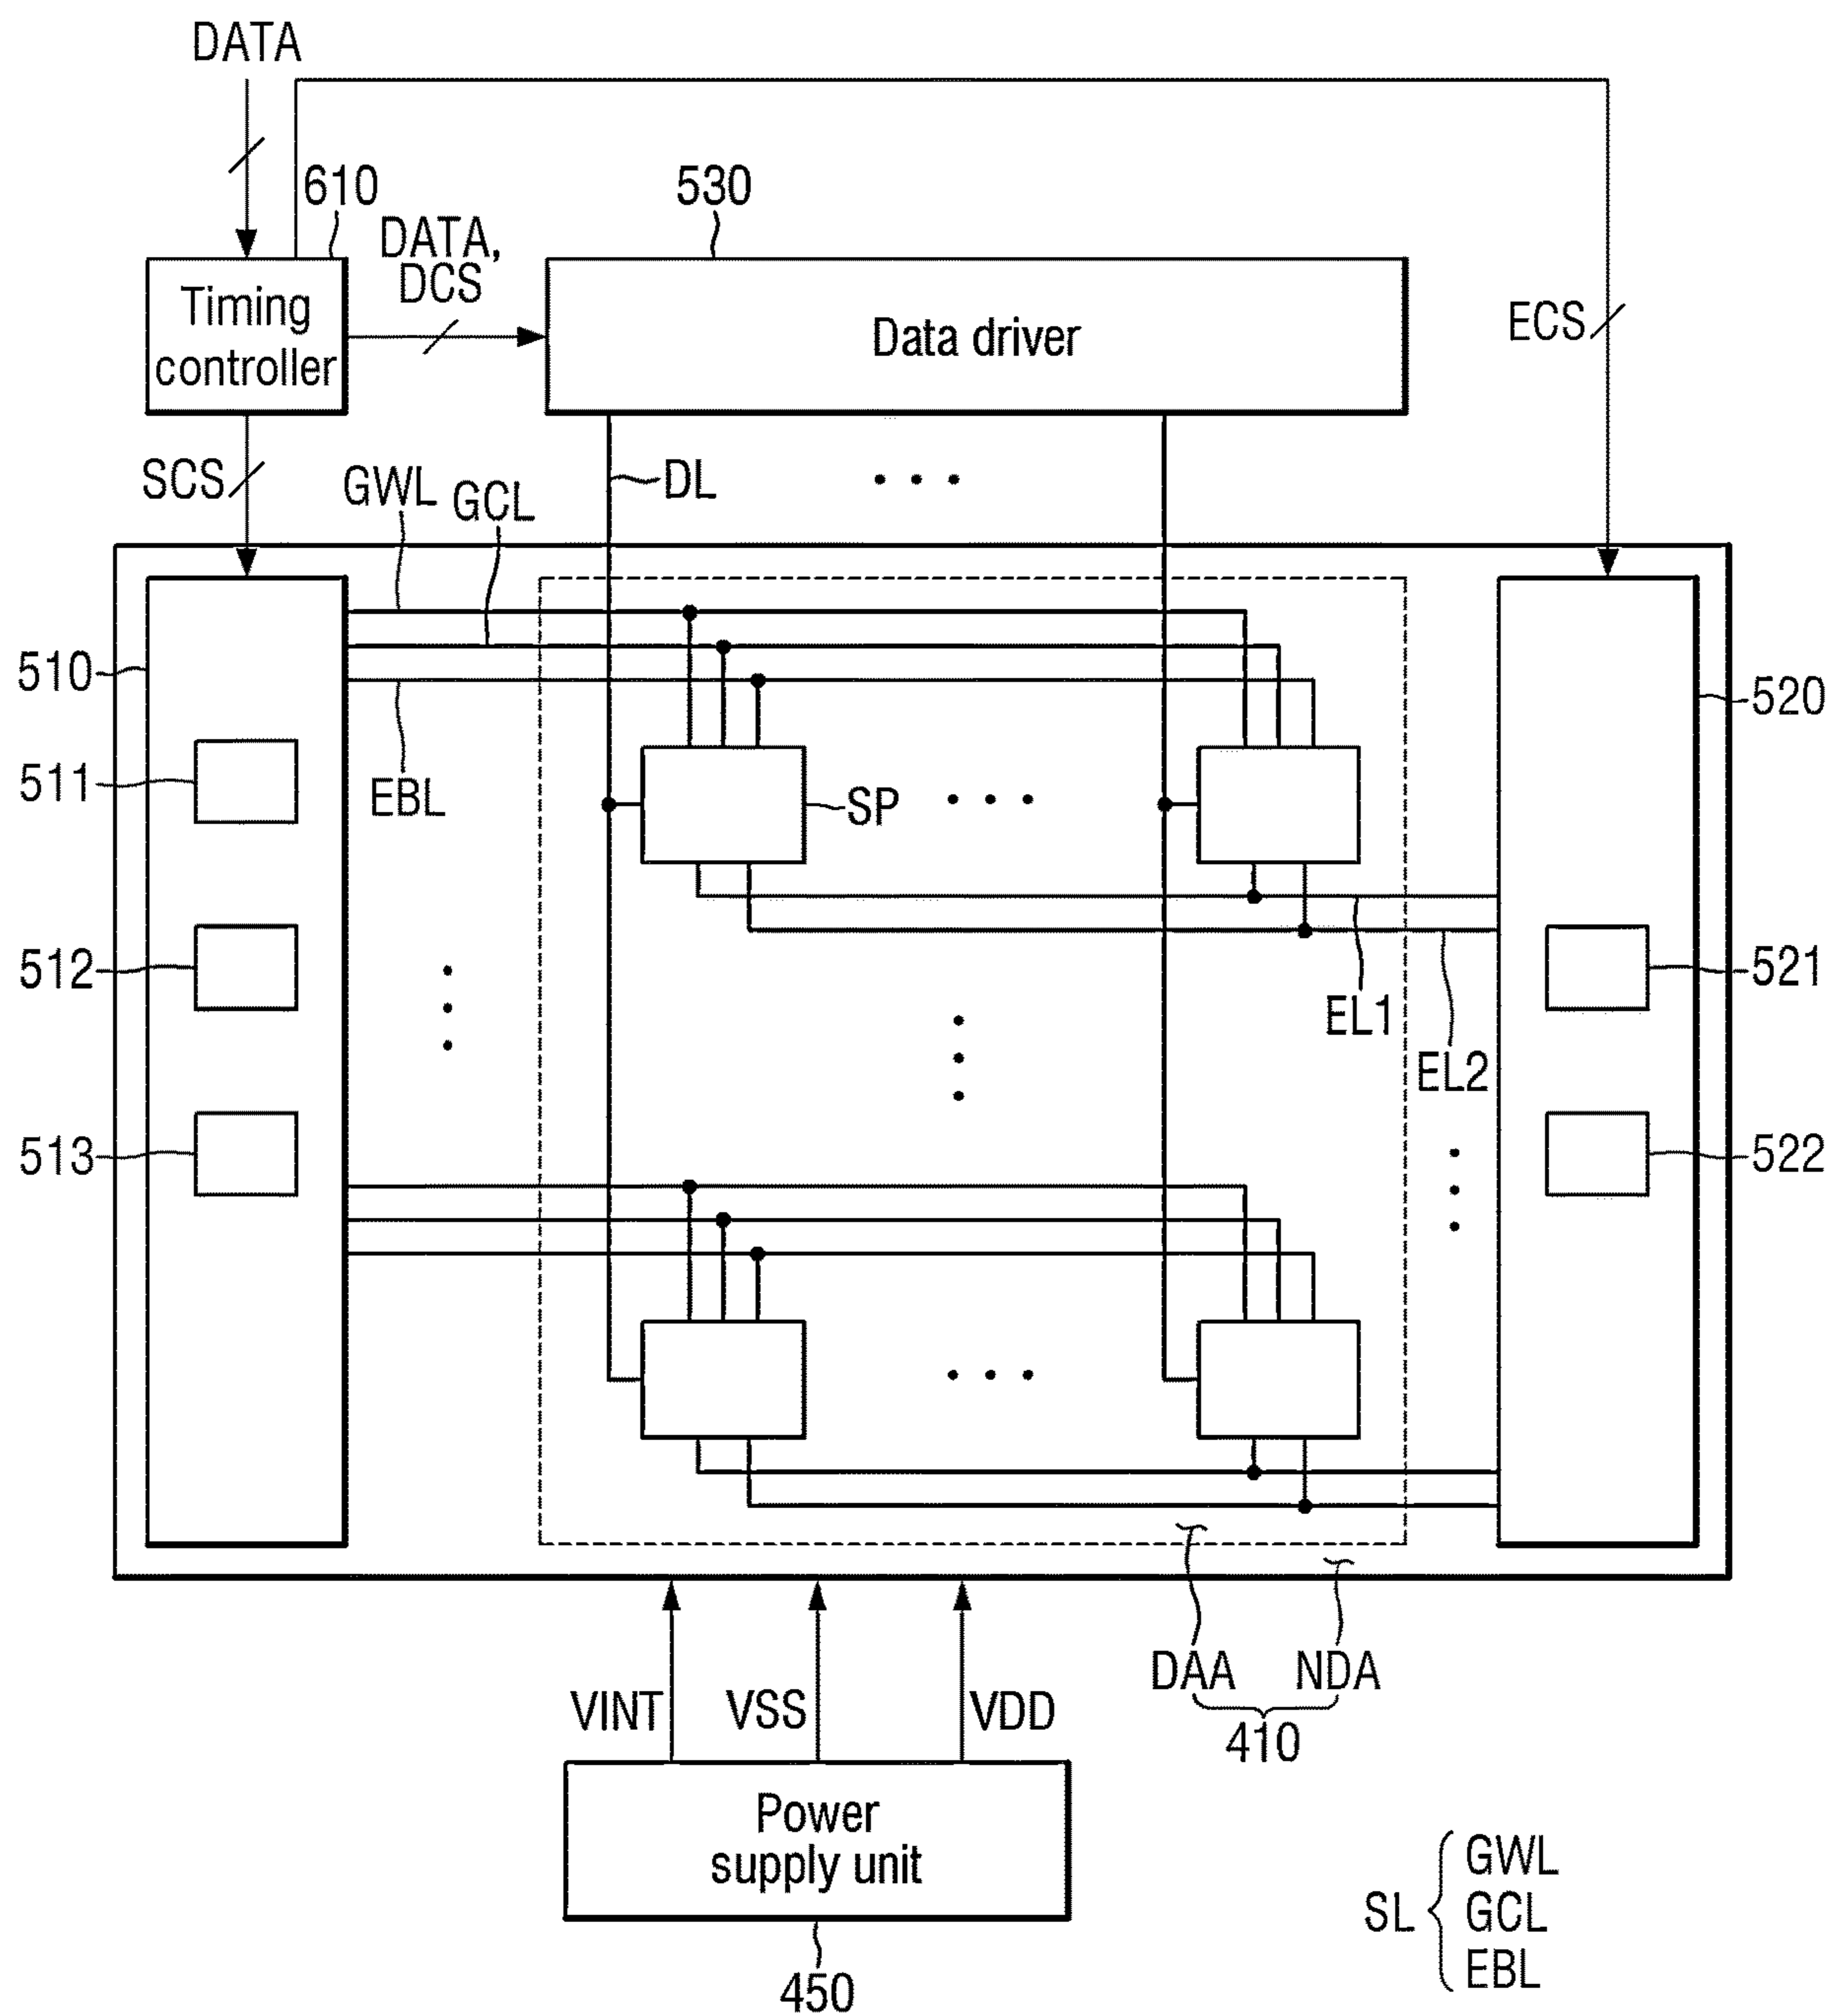 DATA
610
530
DATA,
DCS
Timing
controller
Data driver
ECS
SCS
GWL
GCL
DL
510
520
511
EBL
SP
512
521
EL1
EL2
513
522
DAA
NDA
VINT
VSS
VDD
410
Power
supply unit
450
SL
GWL
GCL
EBL